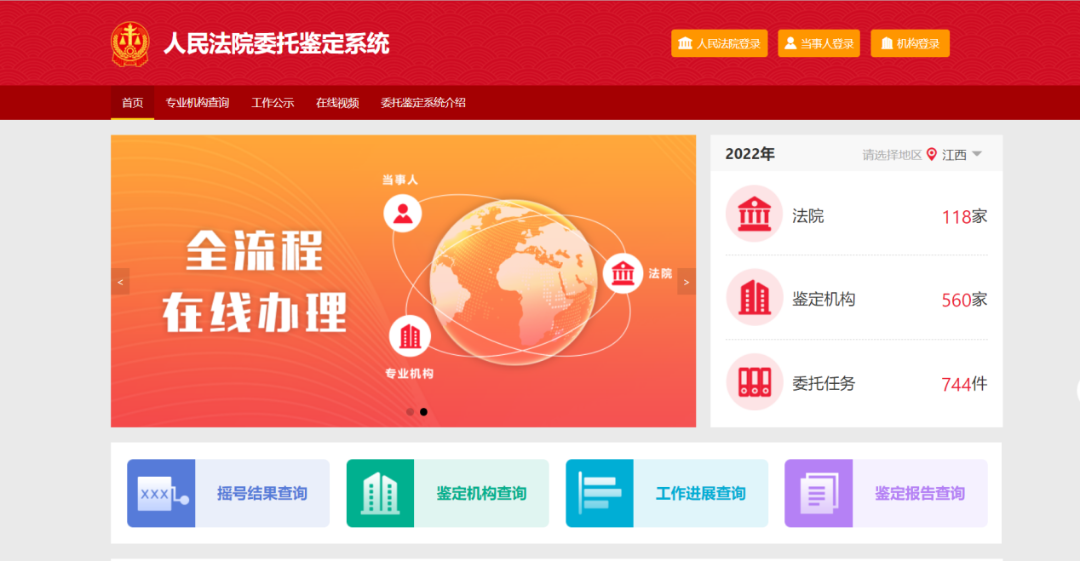 人民法院委托鉴定系统
人民法院登录 当事人登录 机构登录
首页 专业机构查询 工作公示 在线视频 委托鉴定系统介绍
全流程
在线办理
当事人
法院
专业机构
<
>
2022年 请选择地区 江西
法院 118家
鉴定机构 560家
委托任务 744件
XXX 摇号结果查询 鉴定机构查询 工作进展查询 鉴定报告查询